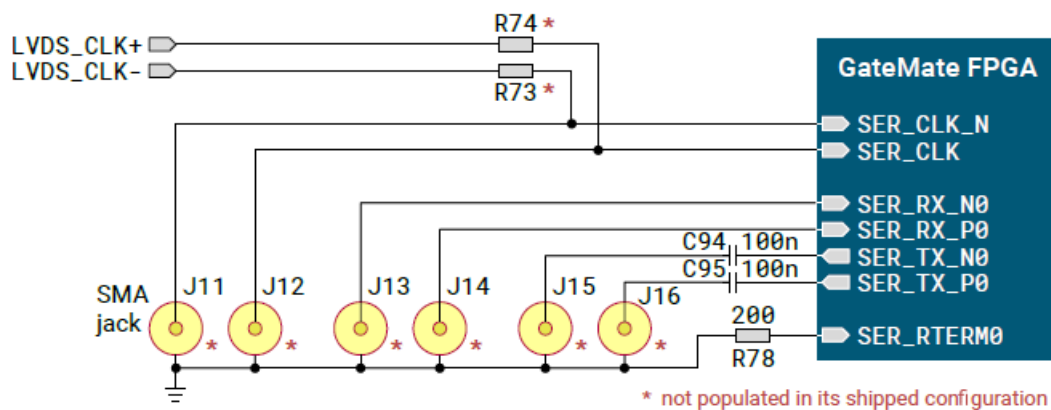 R74 *
LVDS_CLK+
LVDS_CLK-
R73 *
GateMate FPGA
SER_CLK_N
SER_CLK
SER_RX_N0
SER_RX_P0
C94 100n
SER_TX_N0
C95 100n
SER_TX_P0
SMA
jack
J11
J12
J13
J14
J15
J16
* * * * * *
200
SER_RTERM0
R78
* not populated in its shipped configuration